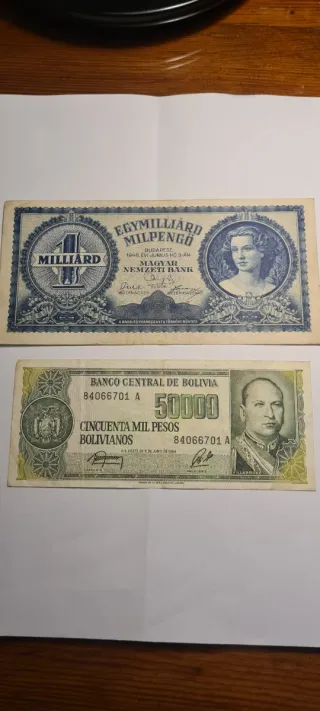 EGYMILLIÁRD
MILPENGŐ
BUDAPEST,
1946. ÉVI JÚNIUS HÓ 3-ÁN
MAGYAR
NEMZETI BANK
1
MILLIÁRD
BANCO CENTRAL DE BOLIVIA
84066701 A
50000
CINCUENTA MIL PESOS
BOLIVIANOS
84066701 A